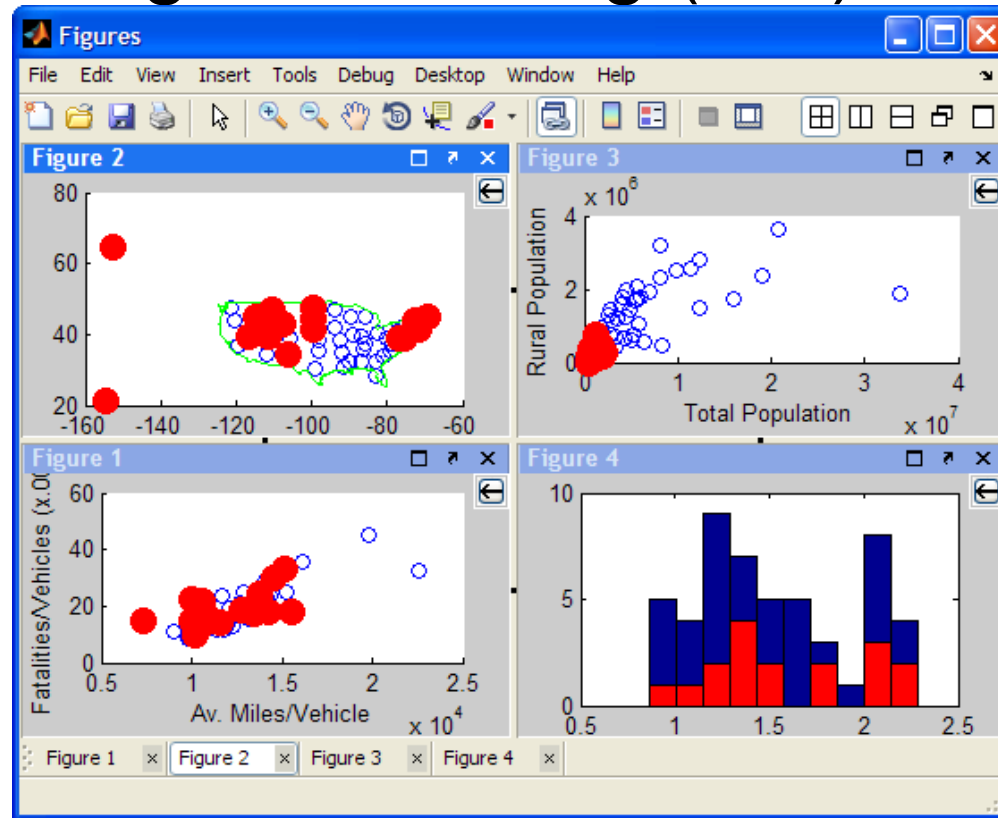 Figures
File Edit View Insert Tools Debug Desktop Window Help
Figure 2
80
60
40
20
-160 -140 -120 -100 -80 -60
Figure 3
x 10^6
4
2
0
Rural Population
0 1 2 3 4
Total Population
x 10^7
Figure 1
60
40
20
0
Fatalities/Vehicles (x.00
0.5 1 1.5 2 2.5
Av. Miles/Vehicle
x 10^4
Figure 4
10
5
0
0.5 1 1.5 2 2.5
Figure 1 Figure 2 Figure 3 Figure 4